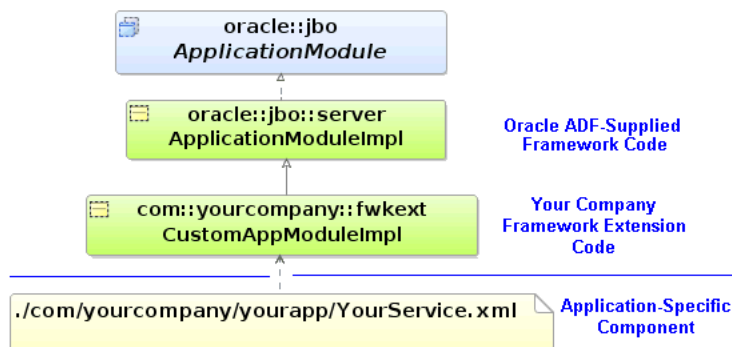 oracle::jbo
ApplicationModule
oracle::jbo::server
ApplicationModuleImpl
Oracle ADF-Supplied
Framework Code
com::yourcompany::fwkext
CustomAppModuleImpl
Your Company
Framework Extension
Code
./com/yourcompany/yourapp/YourService.xml
Application-Specific
Component